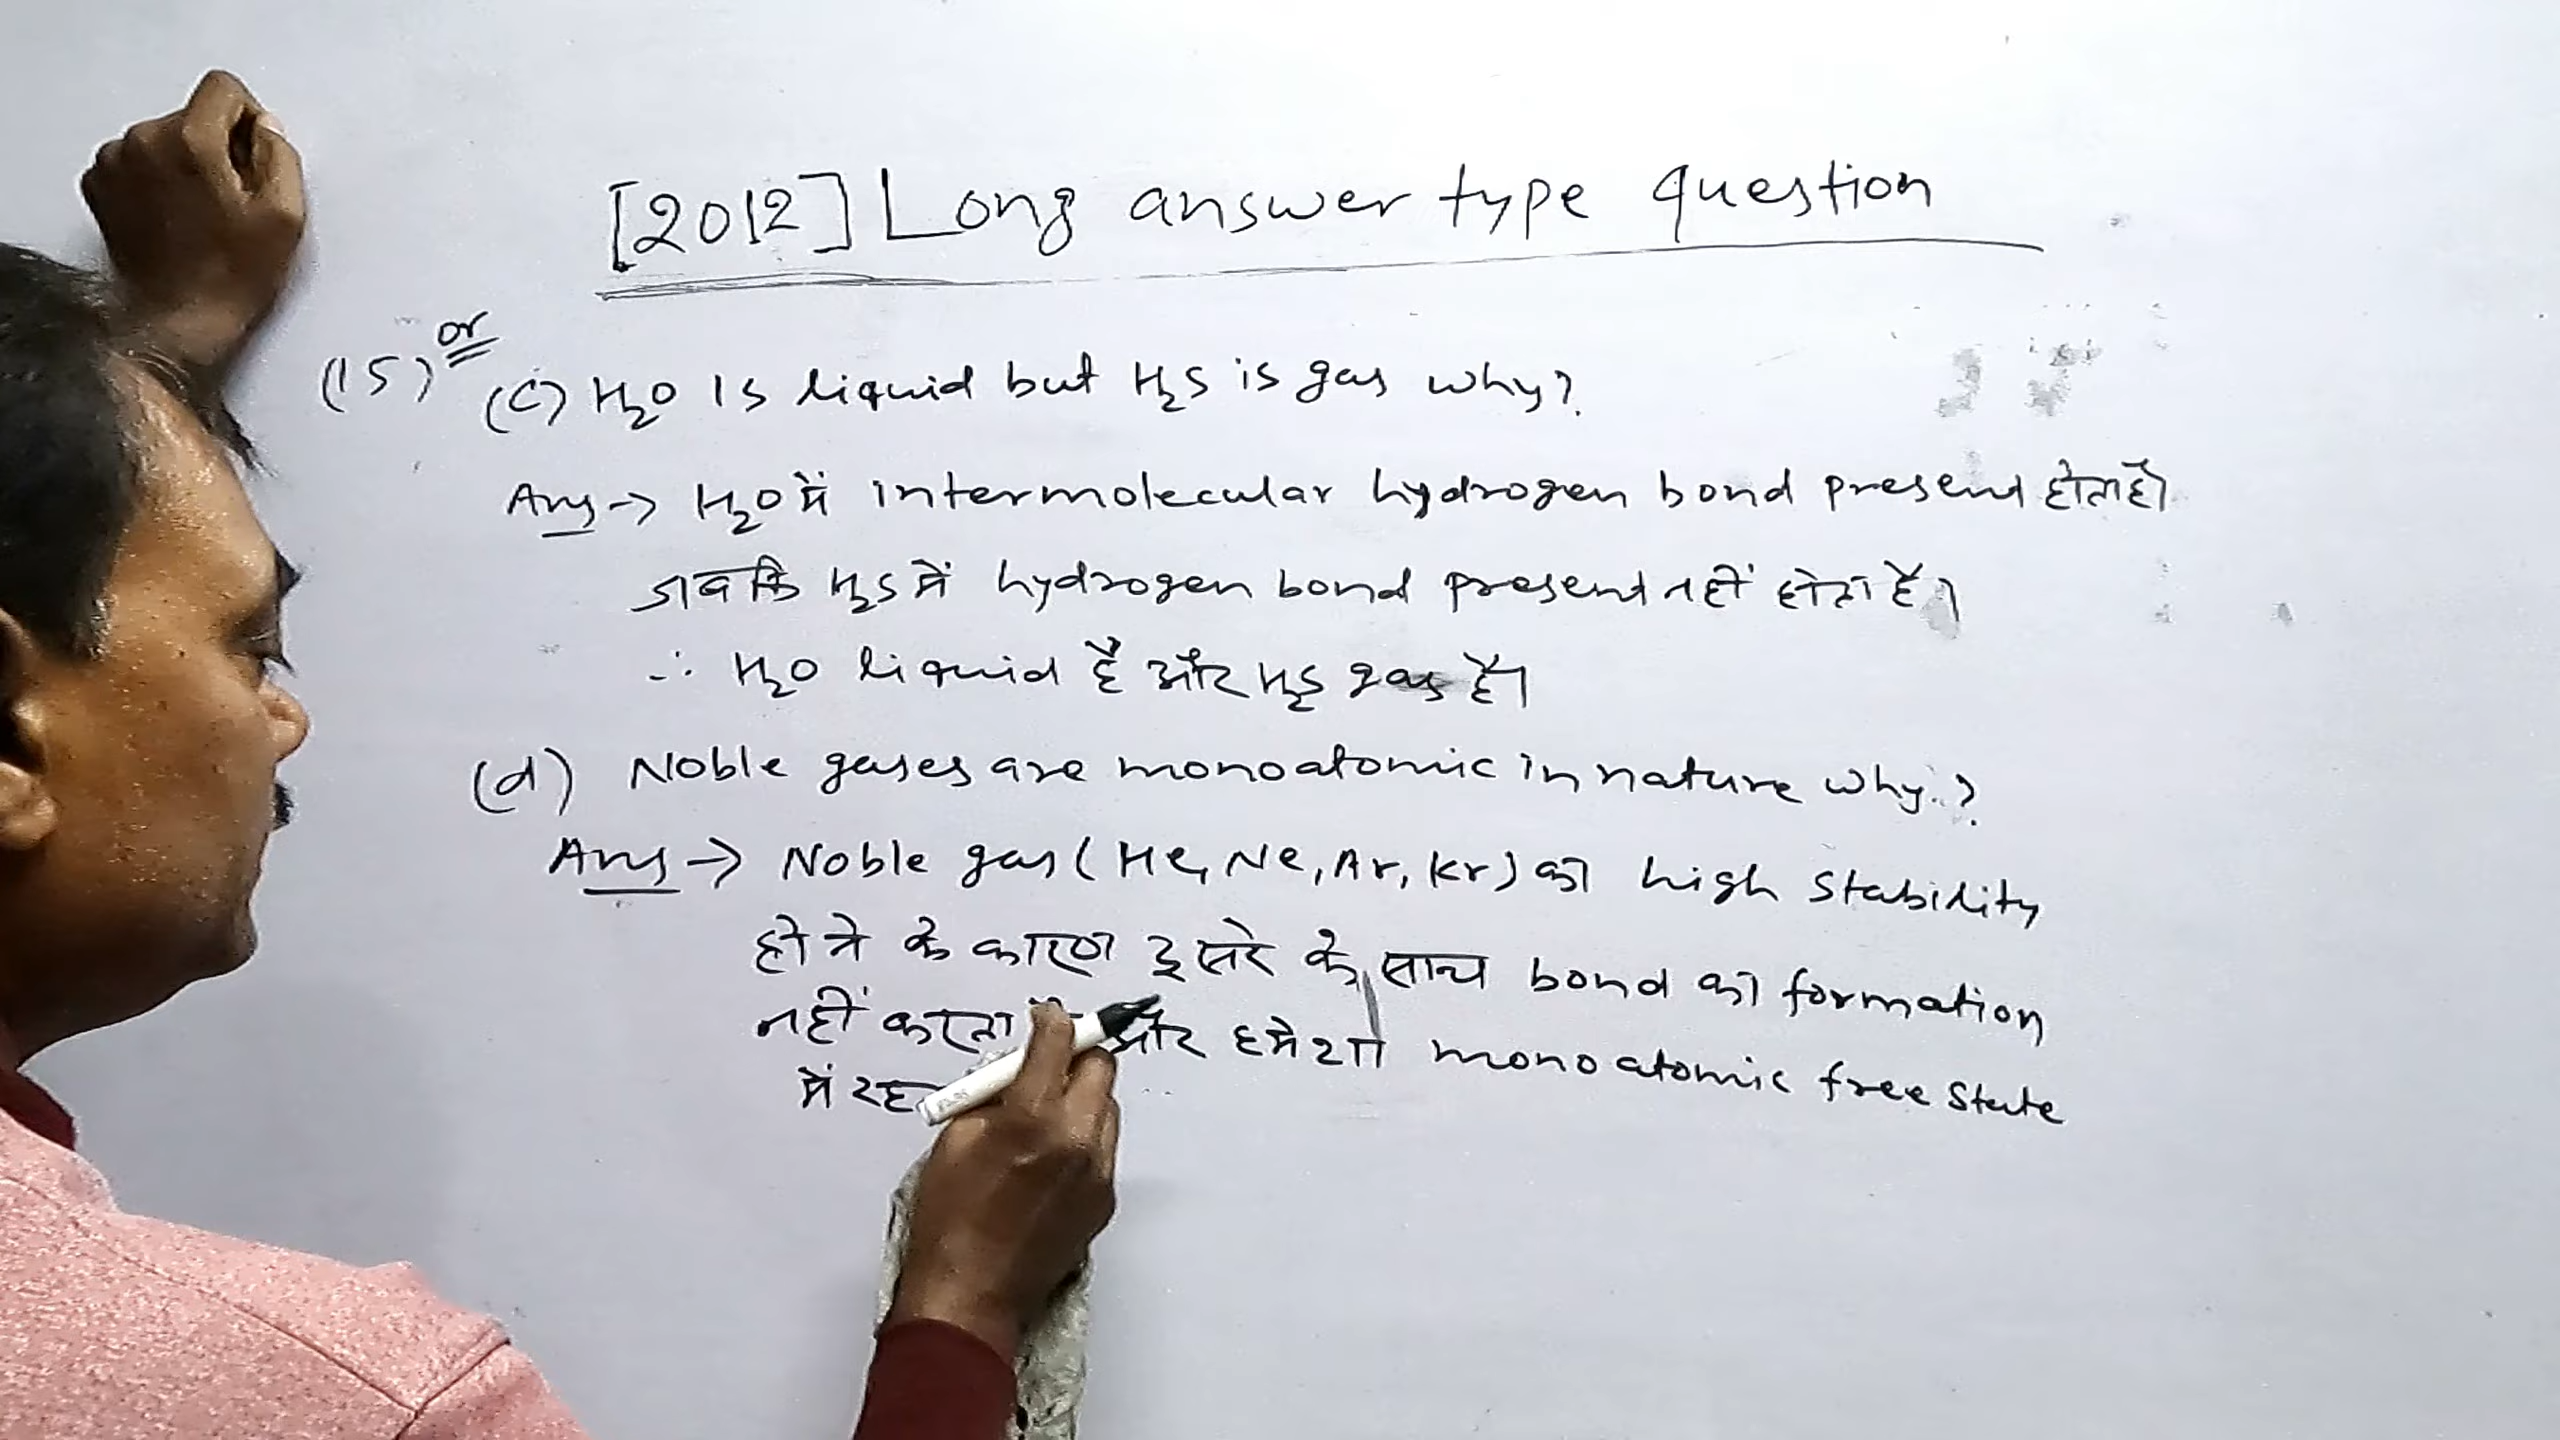 [2012] Long answer type question
(15) or (c) H₂O is liquid but H₂S is gas why?
Ans → H₂O में intermolecular hydrogen bond present होता है।
जबकि H₂S में hydrogen bond present नहीं होता है।
∴ H₂O liquid है और H₂S gas है।
(d) Noble gases are monoatomic in nature why.?
Ans → Noble gas (He, Ne, Ar, Kr) को high stability
होने के कारण दुसरे के साथ bond का formation
नहीं करता और हमेशा monoatomic free state
में